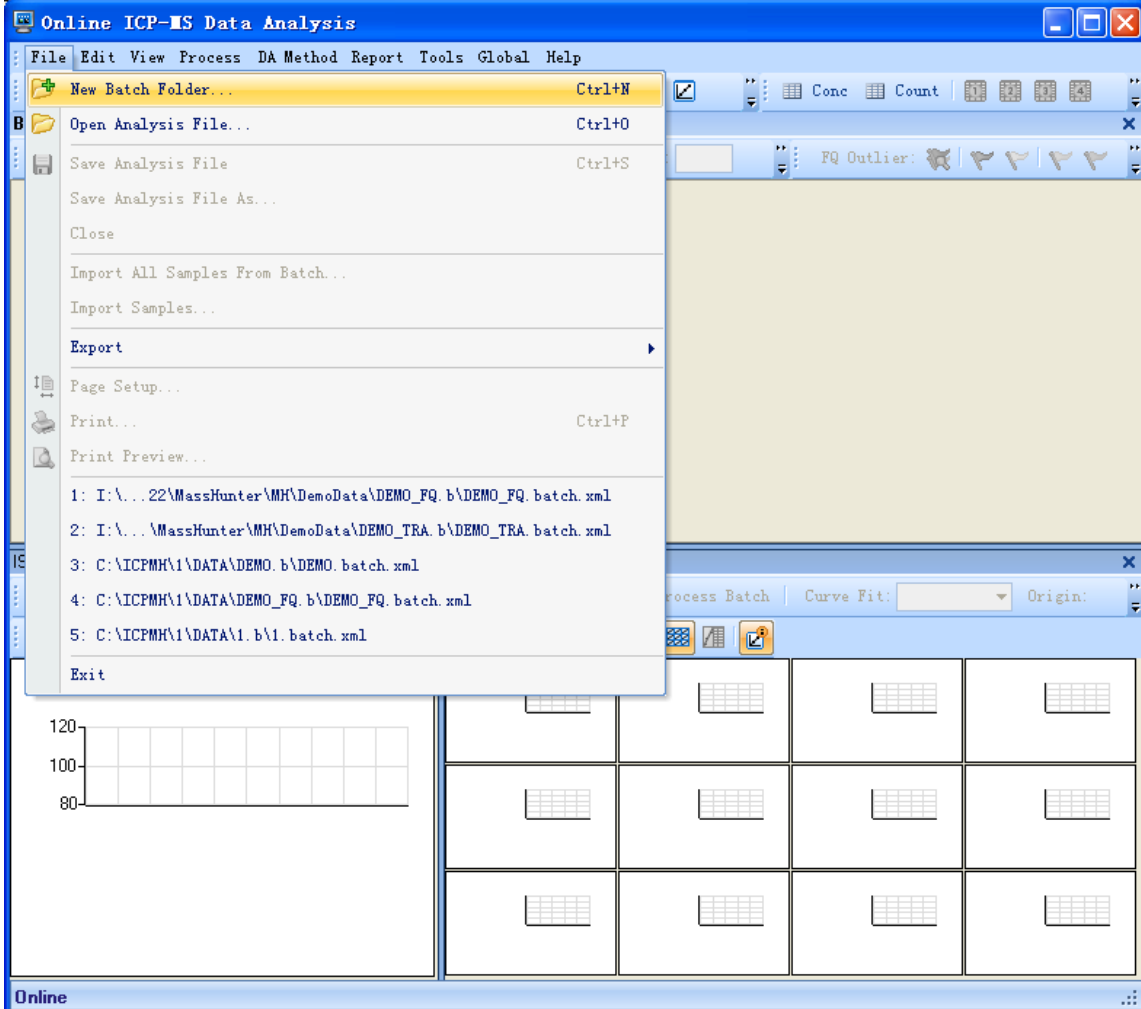 Online ICP-MS Data Analysis
File Edit View Process DA Method Report Tools Global Help
New Batch Folder... Ctrl+N
Conc Count 1 2 3 4
B
Open Analysis File... Ctrl+O
Save Analysis File Ctrl+S
FQ Outlier:
Save Analysis File As...
Close
Import All Samples From Batch...
Import Samples...
Export
Page Setup...
Print... Ctrl+P
Print Preview...
1: I:\...22\MassHunter\MH\DemoData\DEMO_FQ.b\DEMO_FQ.batch.xml
2: I:\...\MassHunter\MH\DemoData\DEMO_TRA.b\DEMO_TRA.batch.xml
3: C:\ICPMH\1\DATA\DEMO.b\DEMO.batch.xml
IS
4: C:\ICPMH\1\DATA\DEMO_FQ.b\DEMO_FQ.batch.xml
rocess Batch Curve Fit: Origin:
5: C:\ICPMH\1\DATA\1.b\1.batch.xml
Exit
120
100
80
Online